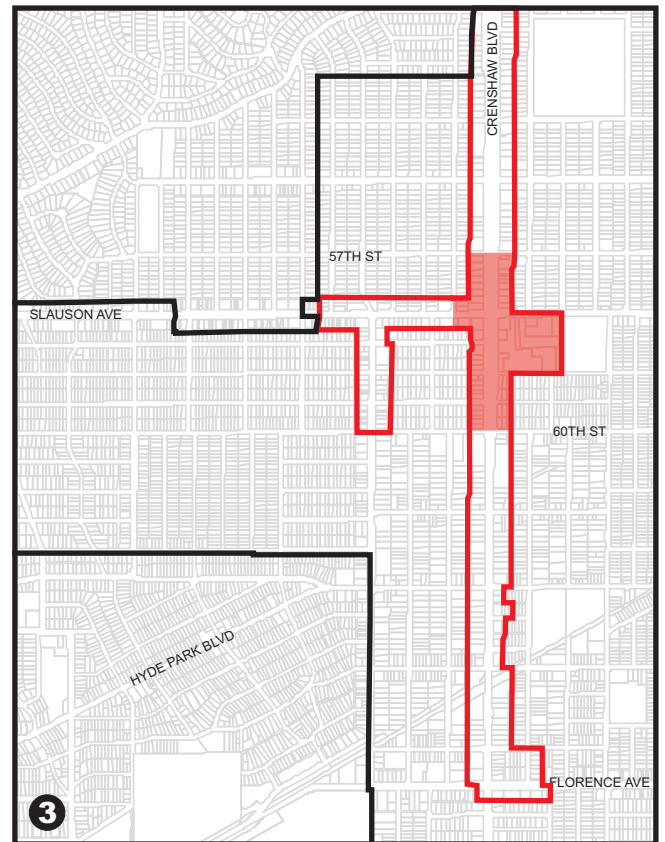 CRENSHAW BLVD
57TH ST
SLAUSON AVE
60TH ST
HYDE PARK BLVD
FLORENCE AVE
3